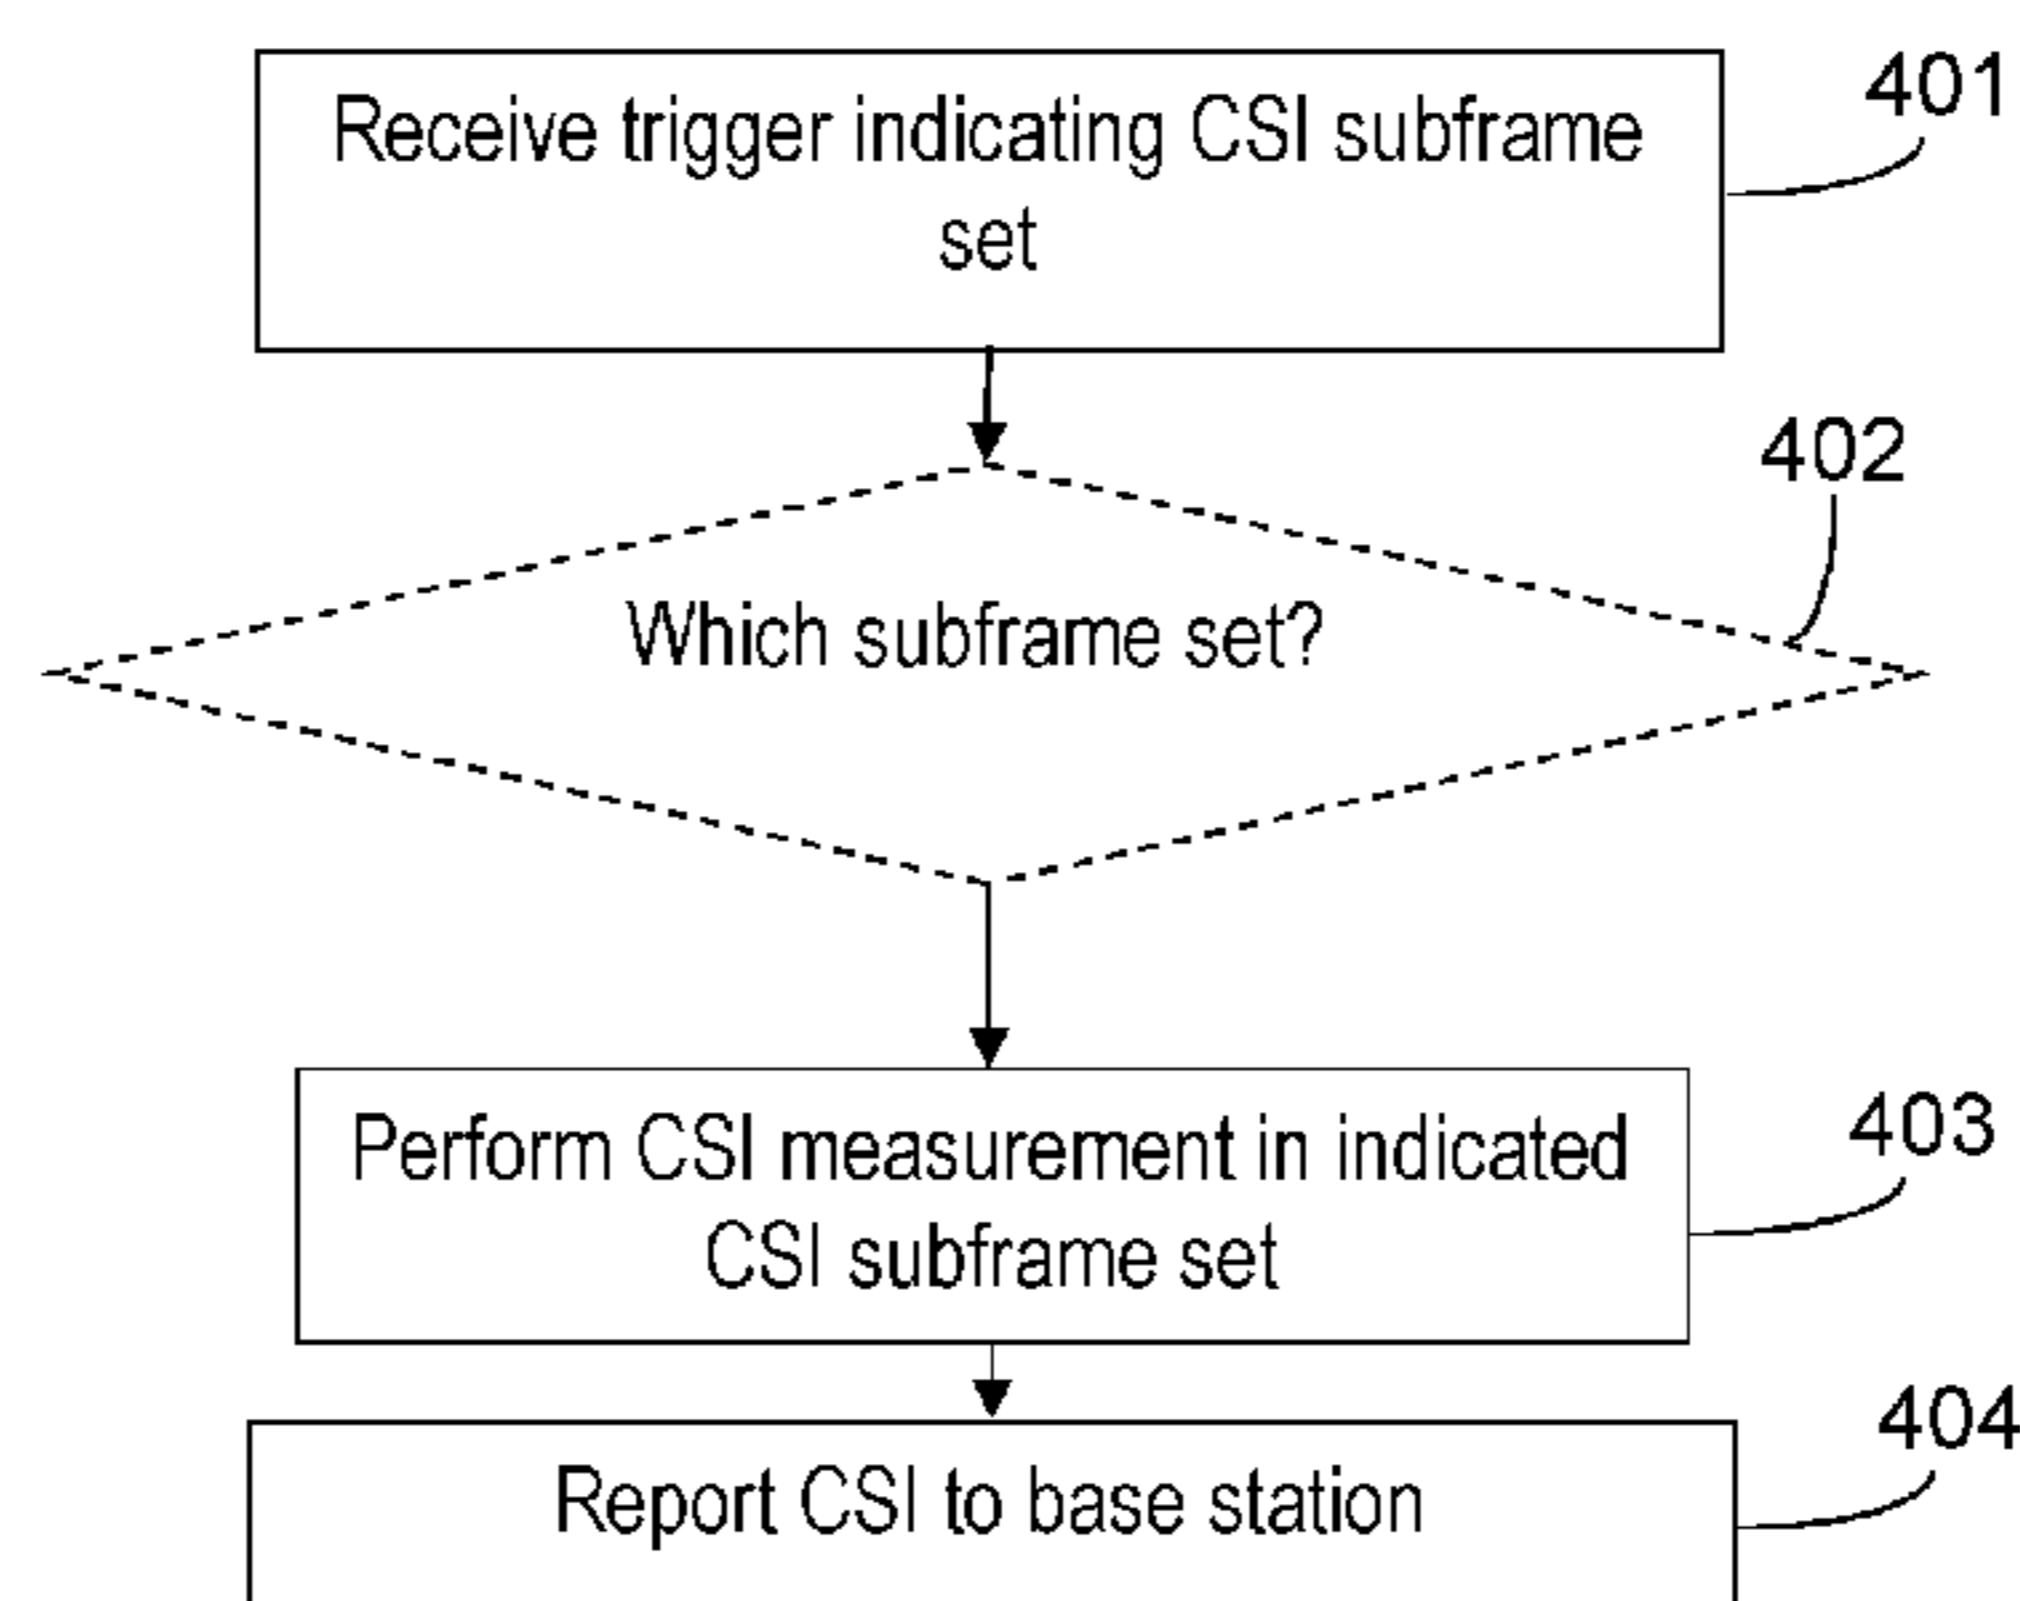 401
Receive trigger indicating CSI subframe
set
402
Which subframe set?
403
Perform CSI measurement in indicated
CSI subframe set
404
Report CSI to base station